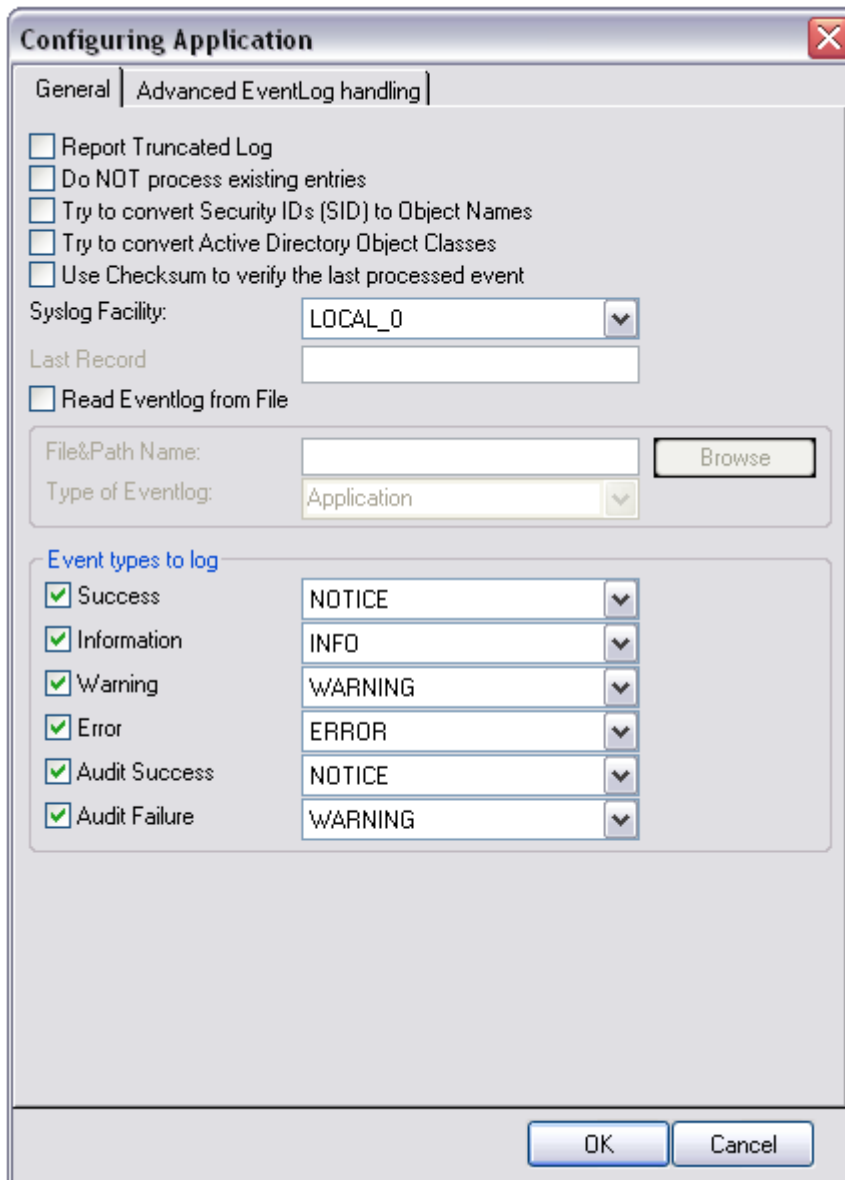 Configuring Application
General
Advanced EventLog handling
Report Truncated Log
Do NOT process existing entries
Try to convert Security IDs (SID) to Object Names
Try to convert Active Directory Object Classes
Use Checksum to verify the last processed event
Syslog Facility: LOCAL_0
Last Record
Read Eventlog from File
File&Path Name: Browse
Type of Eventlog: Application
Event types to log
Success NOTICE
Information INFO
Warning WARNING
Error ERROR
Audit Success NOTICE
Audit Failure WARNING
OK Cancel